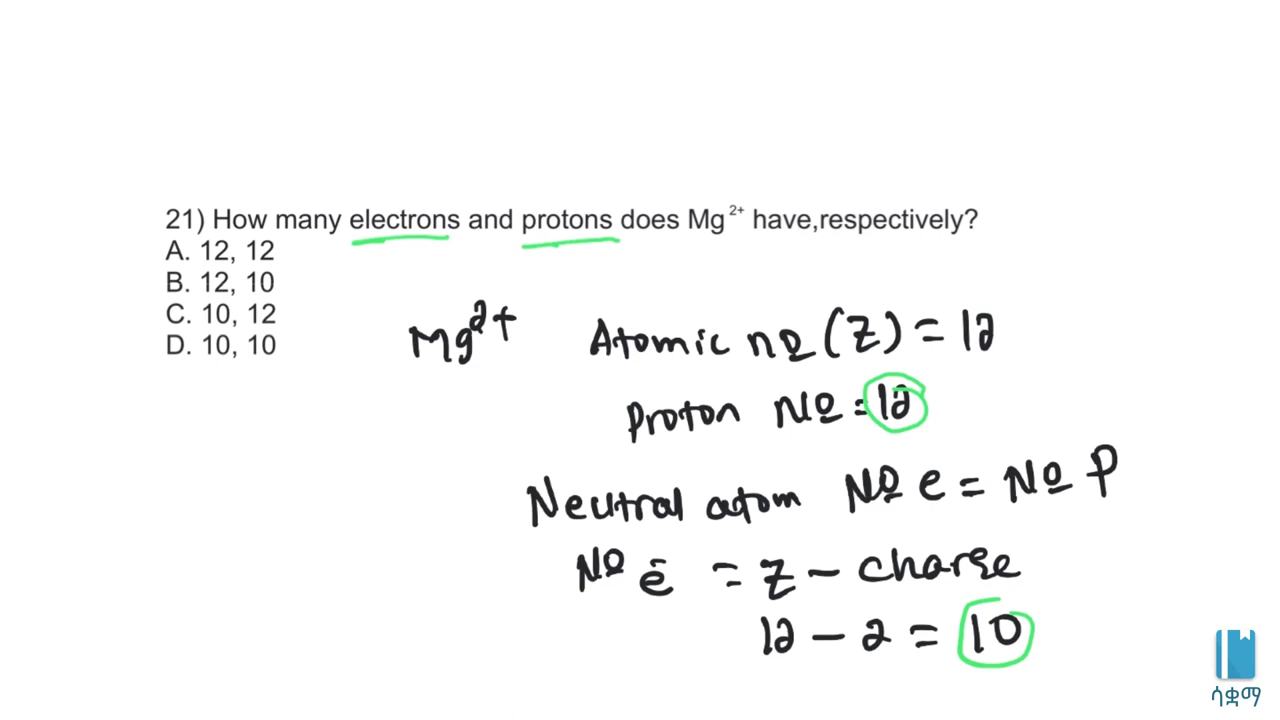 21) How many electrons and protons does Mg²⁺ have,respectively?
A. 12, 12
B. 12, 10
C. 10, 12
D. 10, 10
Mg²⁺ Atomic nº (Z) = 12
Proton Nº = 12
Neutral atom Nº e = Nº P
Nº ē = Z - charge
12 - 2 = 10
ሳቋማ